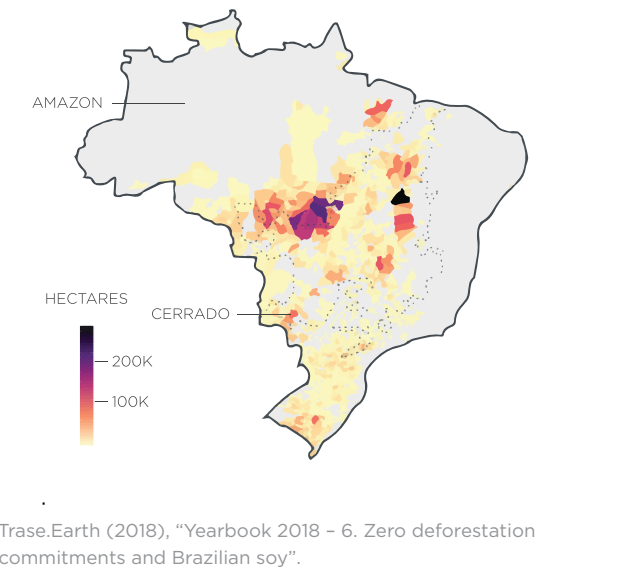 AMAZON
HECTARES
CERRADO
200K
100K
.
Trase.Earth (2018), “Yearbook 2018 – 6. Zero deforestation
commitments and Brazilian soy”.